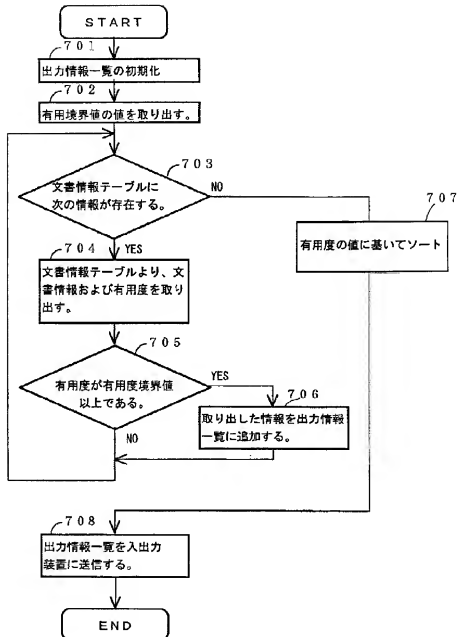 START
701
出力情報一覧の初期化
702
有用境界値の値を取り出す。
703
文書情報テーブルに
次の情報が存在する。
NO
707
有用度の値に基いてソート
YES
704
文書情報テーブルより、文
書情報および有用度を取り
出す。
705
有用度が有用度境界値
以上である。
YES
706
取り出した情報を出力情報
一覧に追加する。
NO
708
出力情報一覧を入出力
装置に送信する。
END